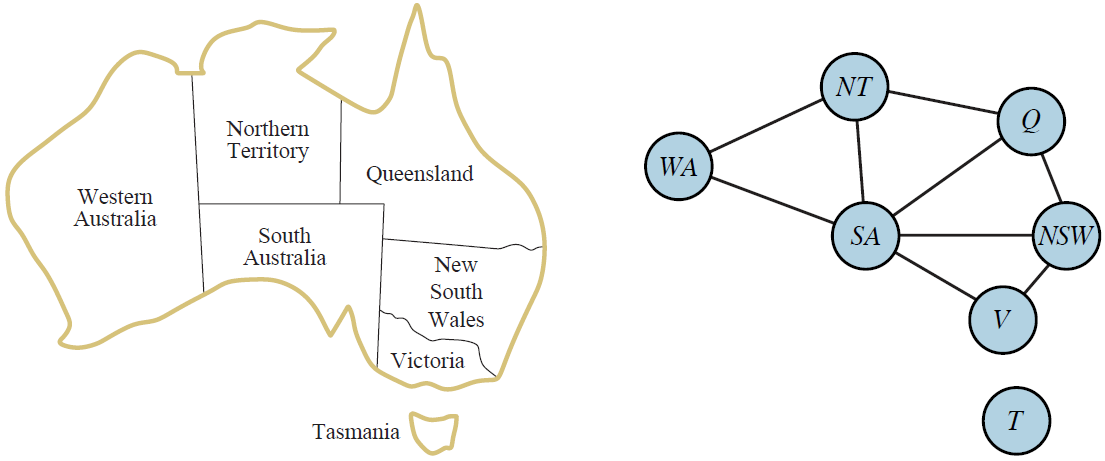 Northern
Territory
Western
Australia
Queensland
South
Australia
New
South
Wales
Victoria
Tasmania
NT
Q
WA
SA
NSW
V
T